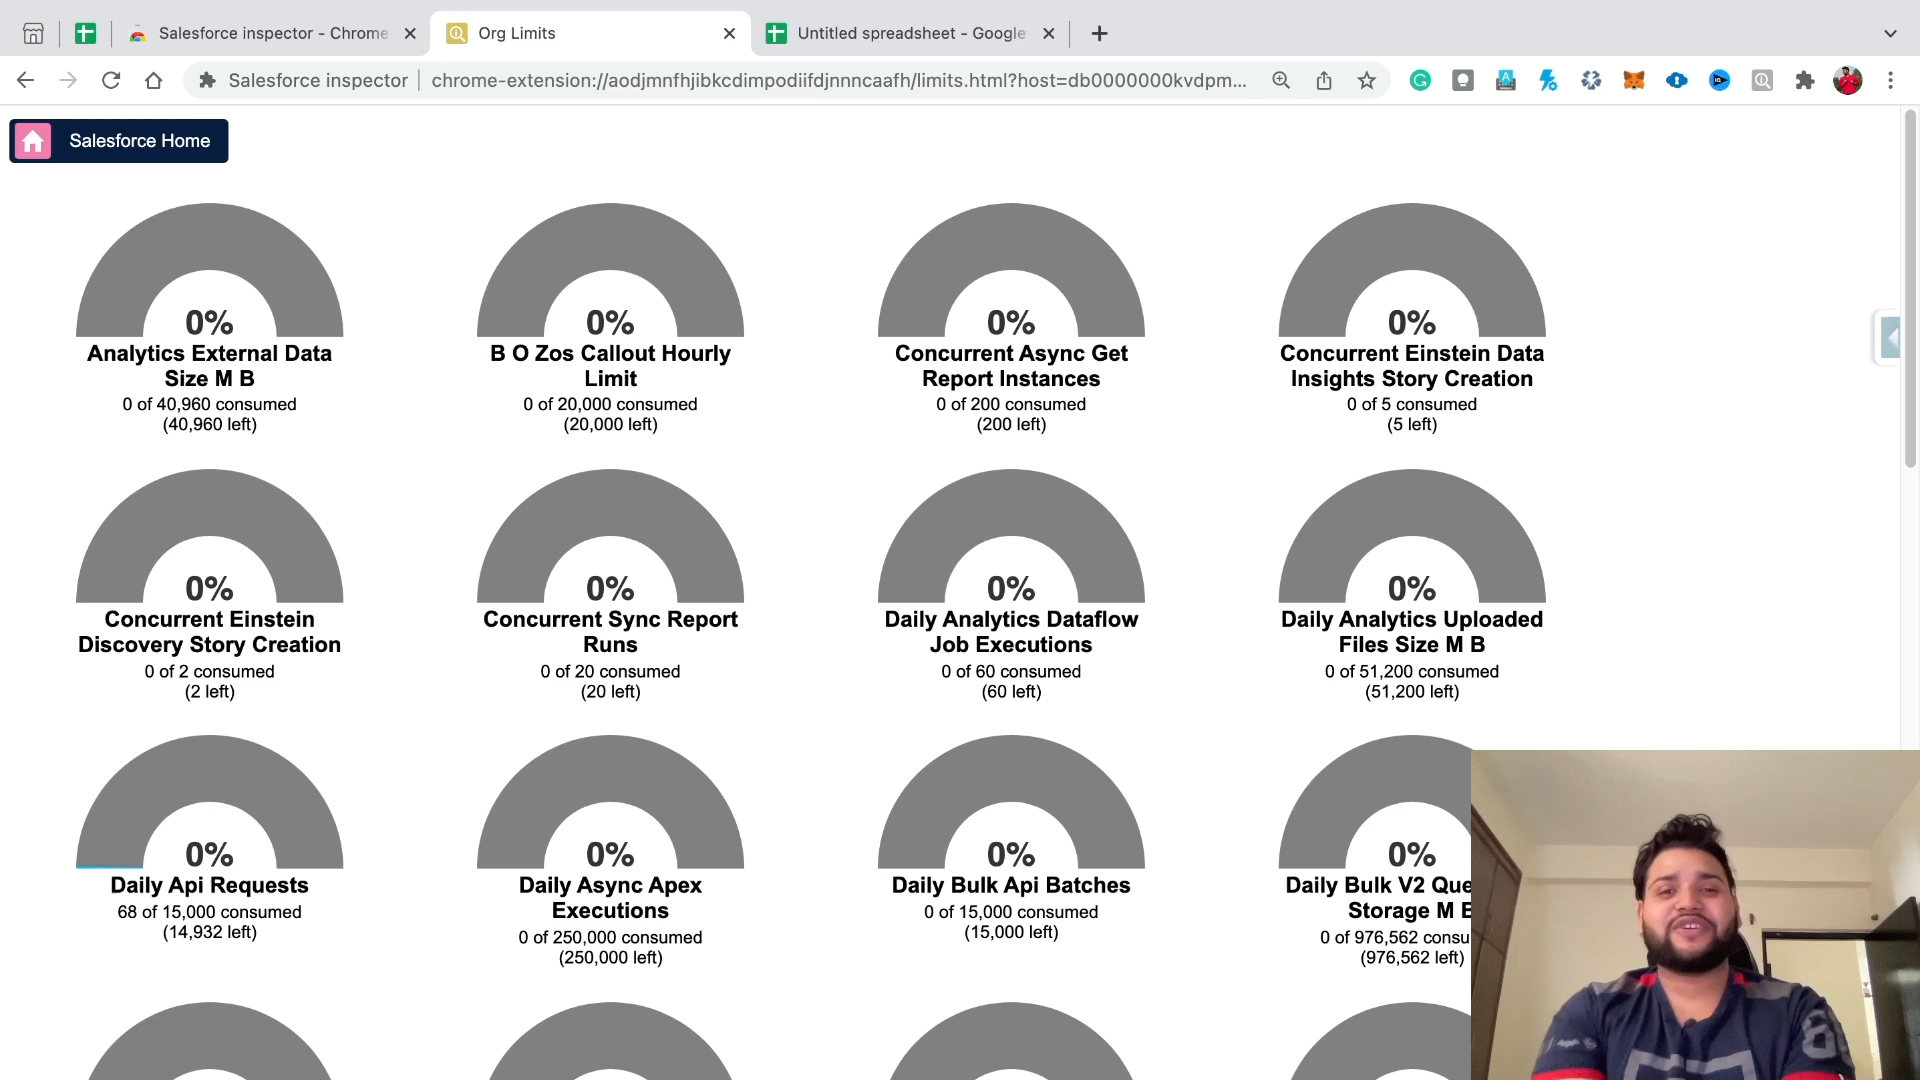 Salesforce inspector - Chrome
Org Limits
Untitled spreadsheet - Google
Salesforce inspector
chrome-extension://aodjmnfhjibkcdimpodiifdjnnncaafh/limits.html?host=db0000000kvdpm...
Salesforce Home
0%
Analytics External Data
Size M B
0 of 40,960 consumed
(40,960 left)
0%
B O Zos Callout Hourly
Limit
0 of 20,000 consumed
(20,000 left)
0%
Concurrent Async Get
Report Instances
0 of 200 consumed
(200 left)
0%
Concurrent Einstein Data
Insights Story Creation
0 of 5 consumed
(5 left)
0%
Concurrent Einstein
Discovery Story Creation
0 of 2 consumed
(2 left)
0%
Concurrent Sync Report
Runs
0 of 20 consumed
(20 left)
0%
Daily Analytics Dataflow
Job Executions
0 of 60 consumed
(60 left)
0%
Daily Analytics Uploaded
Files Size M B
0 of 51,200 consumed
(51,200 left)
0%
Daily Api Requests
68 of 15,000 consumed
(14,932 left)
0%
Daily Async Apex
Executions
0 of 250,000 consumed
(250,000 left)
0%
Daily Bulk Api Batches
0 of 15,000 consumed
(15,000 left)
0%
Daily Bulk V2 Que
Storage M
0 of 976,562 consu
(976,562 left)